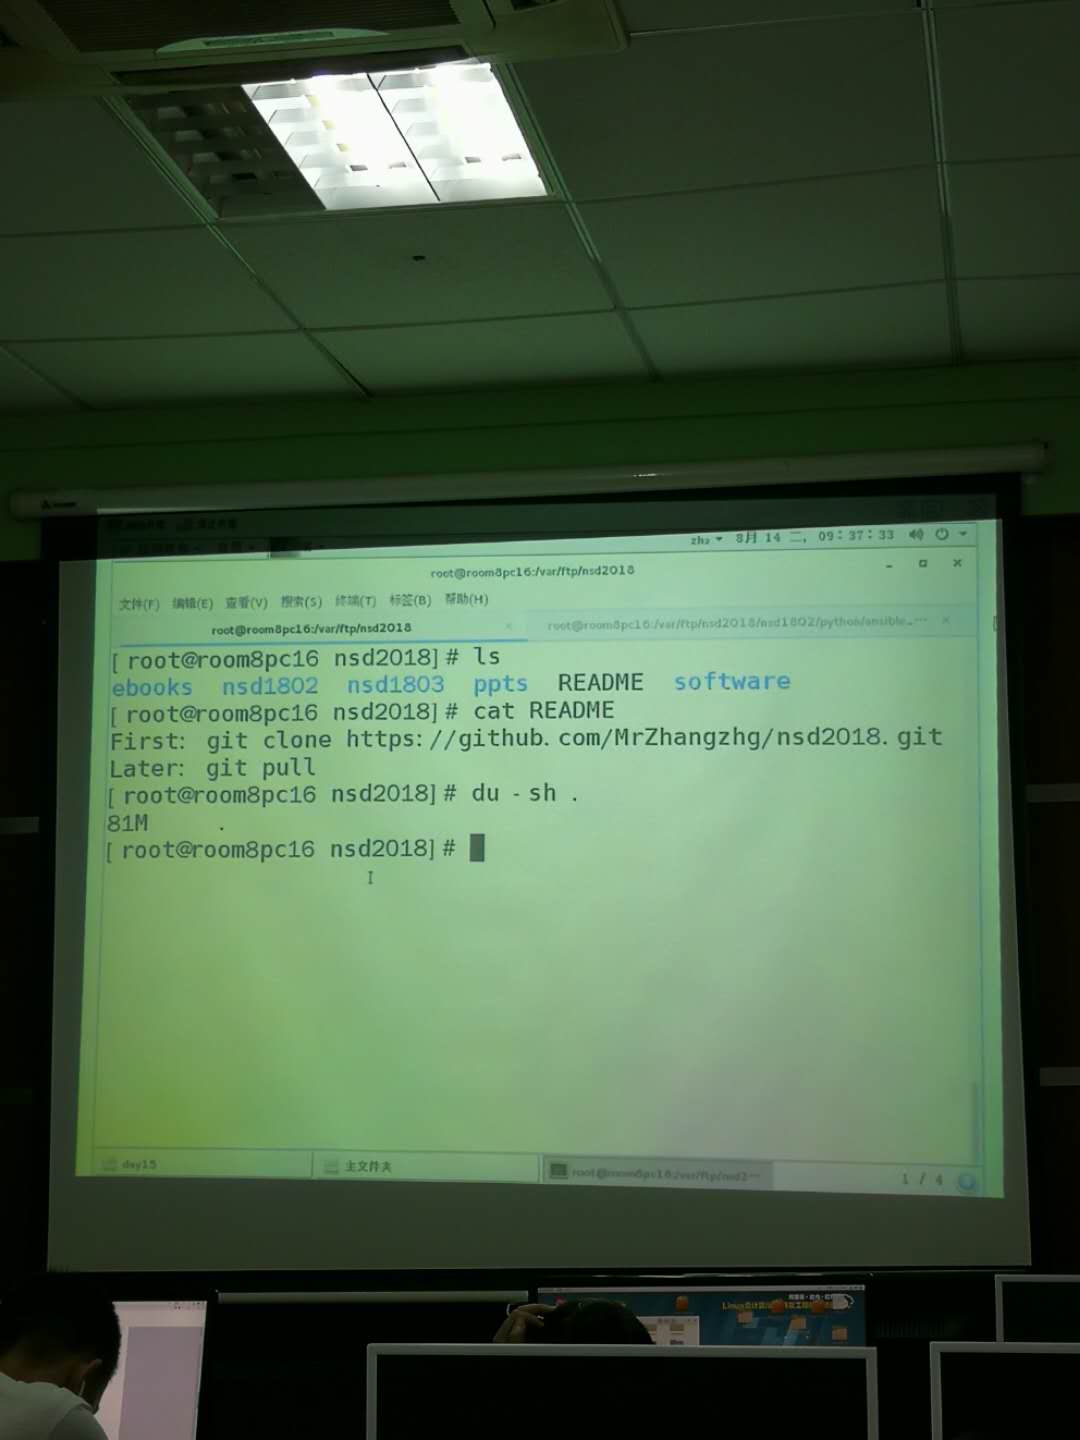 zh₂ 8月 14 二, 09:37:33
root@room8pc16:/var/ftp/nsd2018
文件(F) 编辑(E) 查看(V) 搜索(S) 终端(T) 标签(B) 帮助(H)
root@room8pc16:/var/ftp/nsd2018 × root@room8pc16:/var/ftp/nsd2018/nsd1802/python/ansible_... ×
[root@room8pc16 nsd2018]# ls
ebooks nsd1802 nsd1803 ppts README software
[root@room8pc16 nsd2018]# cat README
First: git clone https://github.com/MrZhangzhg/nsd2018.git
Later: git pull
[root@room8pc16 nsd2018]# du -sh .
81M .
[root@room8pc16 nsd2018]#
day15 主文件夹 root@room8pc16:/var/ftp/nsd2... 1 / 4